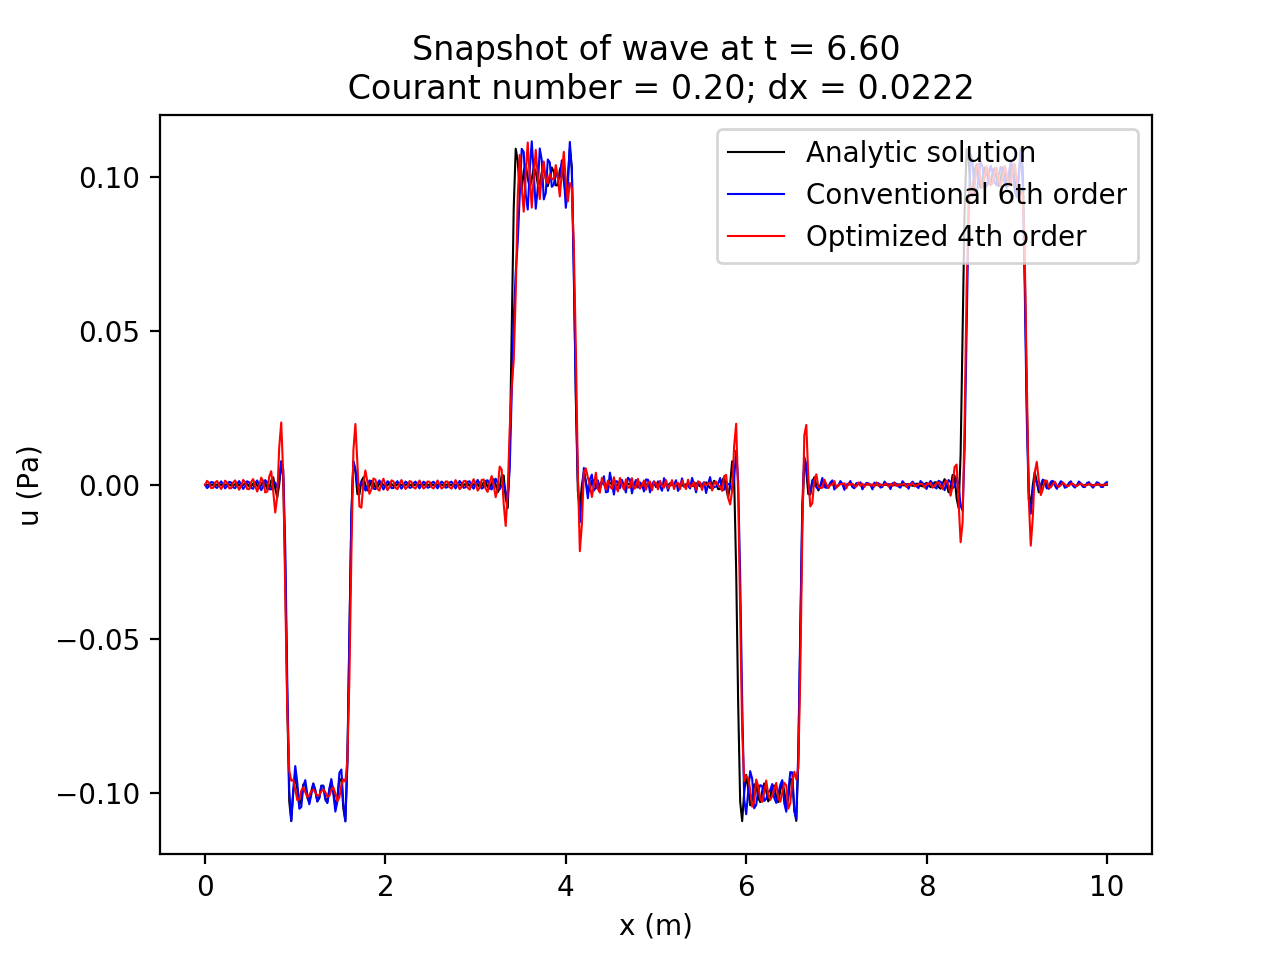 Snapshot of wave at t = 6.60
Courant number = 0.20; dx = 0.0222
Analytic solution
Conventional 6th order
Optimized 4th order
0.10
0.05
0.00
−0.05
−0.10
u (Pa)
0 2 4 6 8 10
x (m)